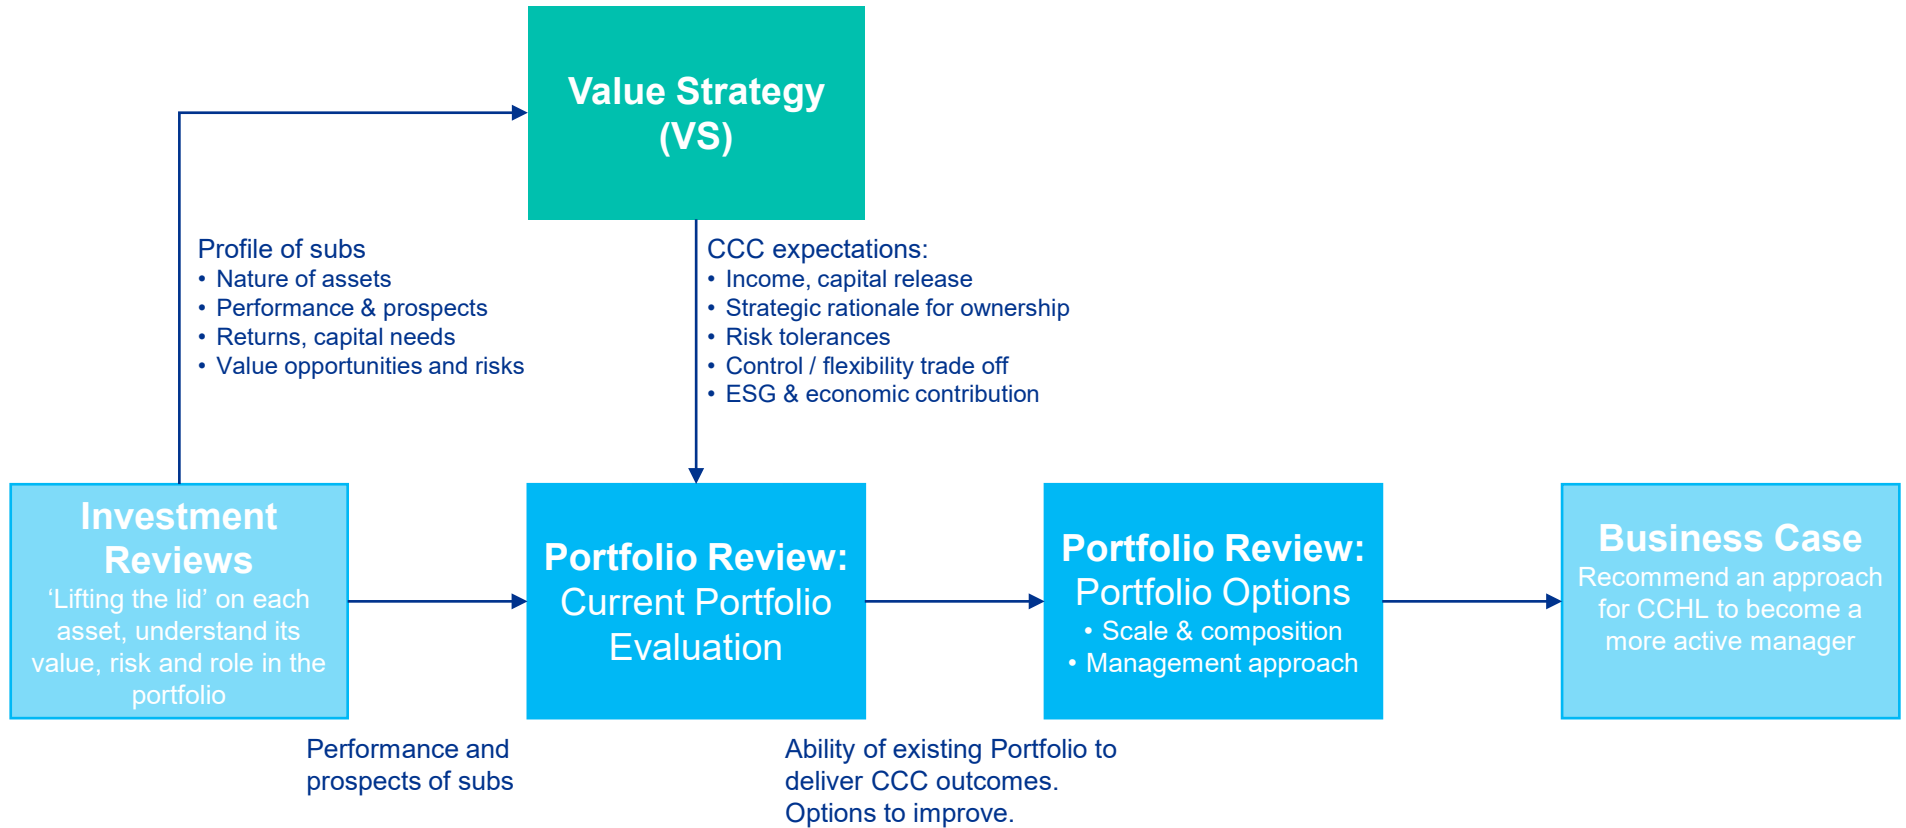 Value Strategy
(VS)
Profile of subs
• Nature of assets
• Performance & prospects
• Returns, capital needs
• Value opportunities and risks
CCC expectations:
• Income, capital release
• Strategic rationale for ownership
• Risk tolerances
• Control / flexibility trade off
• ESG & economic contribution
Investment
Reviews
‘Lifting the lid’ on each
asset, understand its
value, risk and role in the
portfolio
Portfolio Review:
Current Portfolio
Evaluation
Portfolio Review:
Portfolio Options
• Scale & composition
• Management approach
Business Case
Recommend an approach
for CCHL to become a
more active manager
Performance and
prospects of subs
Ability of existing Portfolio to
deliver CCC outcomes.
Options to improve.